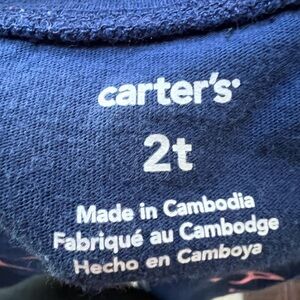 carter's
2t
Made in Cambodia
Fabriqué au Cambodge
Hecho en Camboya